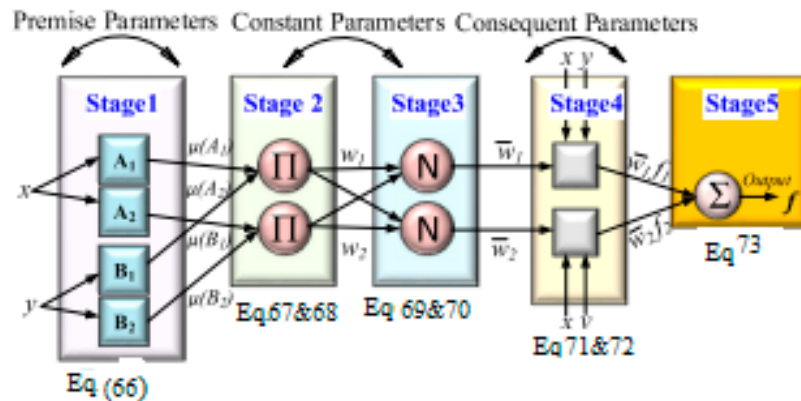 Premise Parameters Constant Parameters Consequent Parameters
x y
Stage1 Stage 2 Stage3 Stage4 Stage5
A₁ μ(A₁) Π w₁ N w̅₁ w̅₁f₁
x
A₂ μ(A₂)
Σ Output f
B₁ μ(B₁) Π w₂ N w̅₂ w̅₂f₂
y
B₂ μ(B₂)
Eq 73
Eq.67&68 Eq 69&70
x y
Eq 71&72
Eq (66)